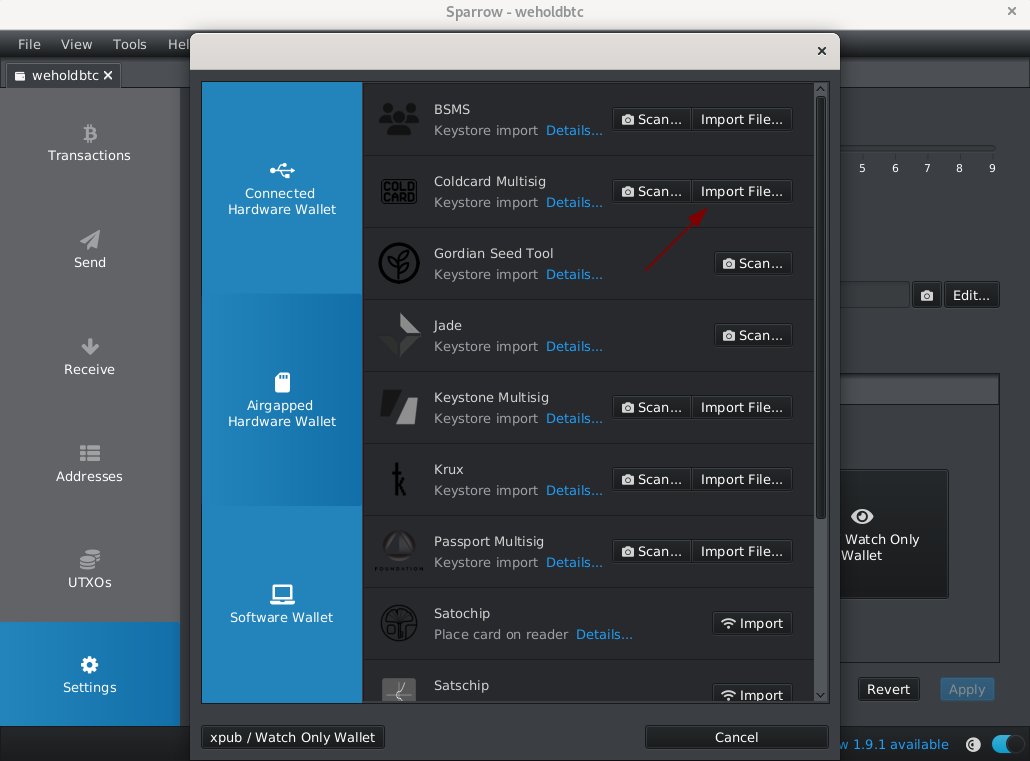 Sparrow - weholdbtc
File View Tools Hel
weholdbtc
Transactions
Send
Receive
Addresses
UTXOs
Settings
Connected
Hardware Wallet
Airgapped
Hardware Wallet
Software Wallet
BSMS
Keystore import Details...
Scan... Import File...
COLD
CARD
Coldcard Multisig
Keystore import Details...
Scan... Import File...
Gordian Seed Tool
Keystore import Details...
Scan...
Jade
Keystore import Details...
Scan...
Keystone Multisig
Keystore import Details...
Scan... Import File...
Krux
Keystore import Details...
Scan... Import File...
FOUNDATION
Passport Multisig
Keystore import Details...
Scan... Import File...
Satochip
Place card on reader Details...
Import
Satschip
Import
xpub / Watch Only Wallet
Cancel
5 6 7 8 9
Edit...
Watch Only
Wallet
Revert
Apply
w 1.9.1 available